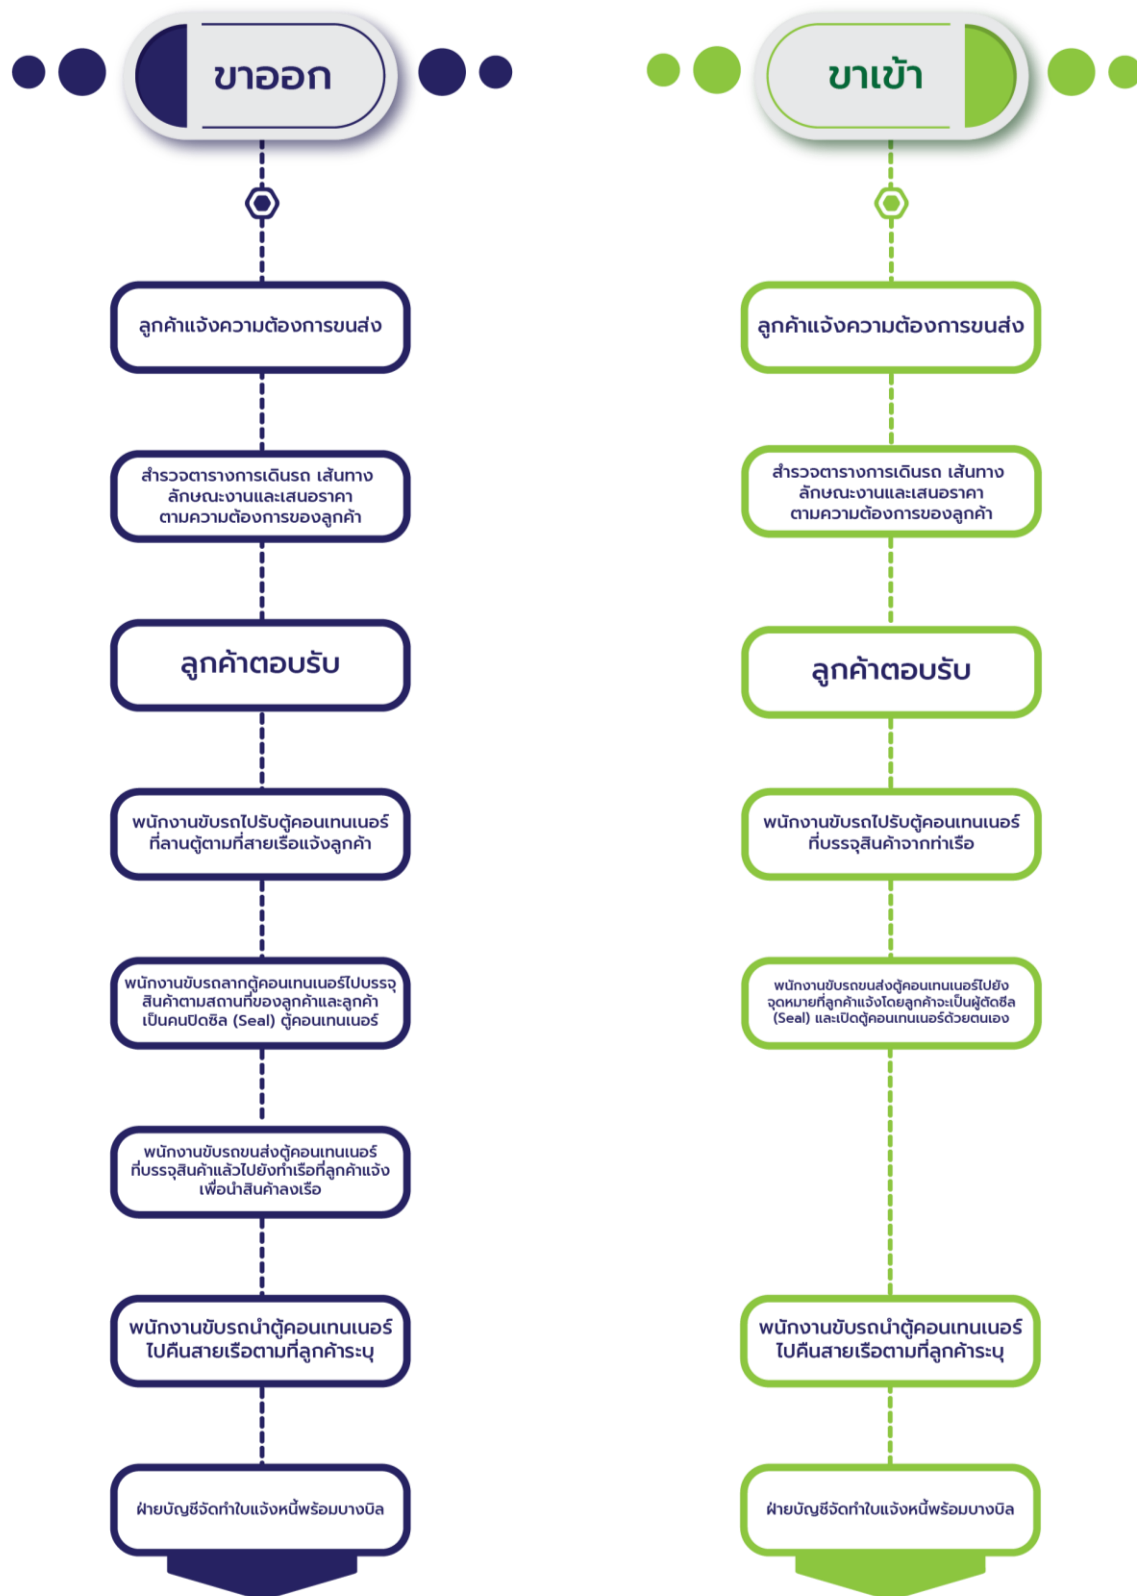 ขาออก
ลูกค้าแจ้งความต้องการขนส่ง
สำรวจตารางการเดินรถ เส้นทาง
ลักษณะงานและเสนอราคา
ตามความต้องการของลูกค้า
ลูกค้าตอบรับ
พนักงานขับรถไปรับตู้คอนเทนเนอร์
ที่ลานตู้ตามที่สายเรือแจ้งลูกค้า
พนักงานขับรถลากตู้คอนเทนเนอร์ไปบรรจุ
สินค้าตามสถานที่ของลูกค้าและลูกค้า
เป็นคนปิดซิล (Seal) ตู้คอนเทนเนอร์
พนักงานขับรถขนส่งตู้คอนเทนเนอร์
ที่บรรจุสินค้าแล้วไปยังทำเรือที่ลูกค้าแจ้ง
เพื่อนำสินค้าลงเรือ
พนักงานขับรถนำตู้คอนเทนเนอร์
ไปคืนสายเรือตามที่ลูกค้าระบุ
ฝ่ายบัญชีจัดทำใบแจ้งหนี้พร้อมบางบิล
ขาเข้า
ลูกค้าแจ้งความต้องการขนส่ง
สำรวจตารางการเดินรถ เส้นทาง
ลักษณะงานและเสนอราคา
ตามความต้องการของลูกค้า
ลูกค้าตอบรับ
พนักงานขับรถไปรับตู้คอนเทนเนอร์
ที่บรรจุสินค้าจากท่าเรือ
พนักงานขับรถขนส่งตู้คอนเทนเนอร์ไปยัง
จุดหมายที่ลูกค้าแจ้งโดยลูกค้าจะเป็นผู้ตัดซีล
(Seal) และเปิดตู้คอนเทนเนอร์ด้วยตนเอง
พนักงานขับรถนำตู้คอนเทนเนอร์
ไปคืนสายเรือตามที่ลูกค้าระบุ
ฝ่ายบัญชีจัดทำใบแจ้งหนี้พร้อมบางบิล